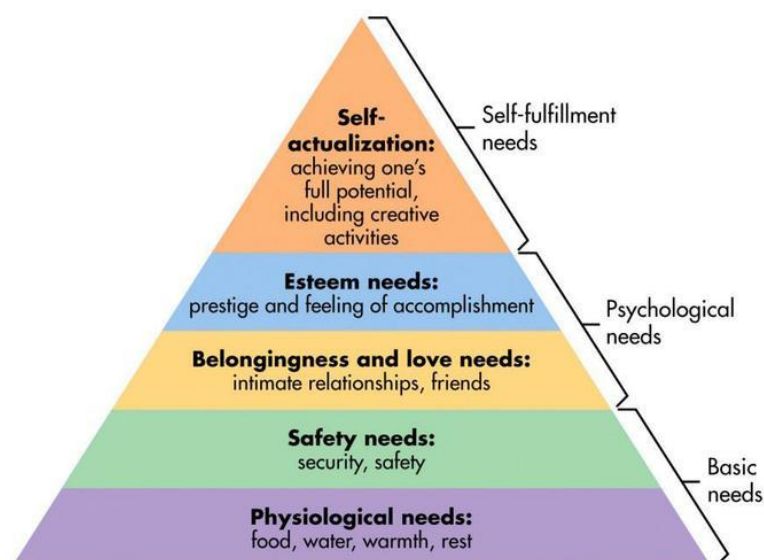 Self-
actualization:
achieving one's
full potential,
including creative
activities
Self-fulfillment
needs
Esteem needs:
prestige and feeling of accomplishment
Psychological
needs
Belongingness and love needs:
intimate relationships, friends
Safety needs:
security, safety
Basic
needs
Physiological needs:
food, water, warmth, rest